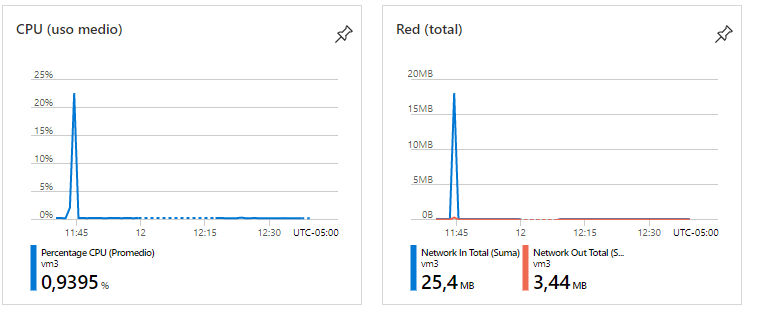 CPU (uso medio)
25%
20%
15%
10%
5%
0%
11:45
12
12:15
12:30
UTC-05:00
Percentage CPU (Promedio)
vm3
0,9395 %
Red (total)
20MB
15MB
10MB
5MB
0B
11:45
12
12:15
12:30
UTC-05:00
Network In Total (Suma)
vm3
25,4 MB
Network Out Total (S...
vm3
3,44 MB